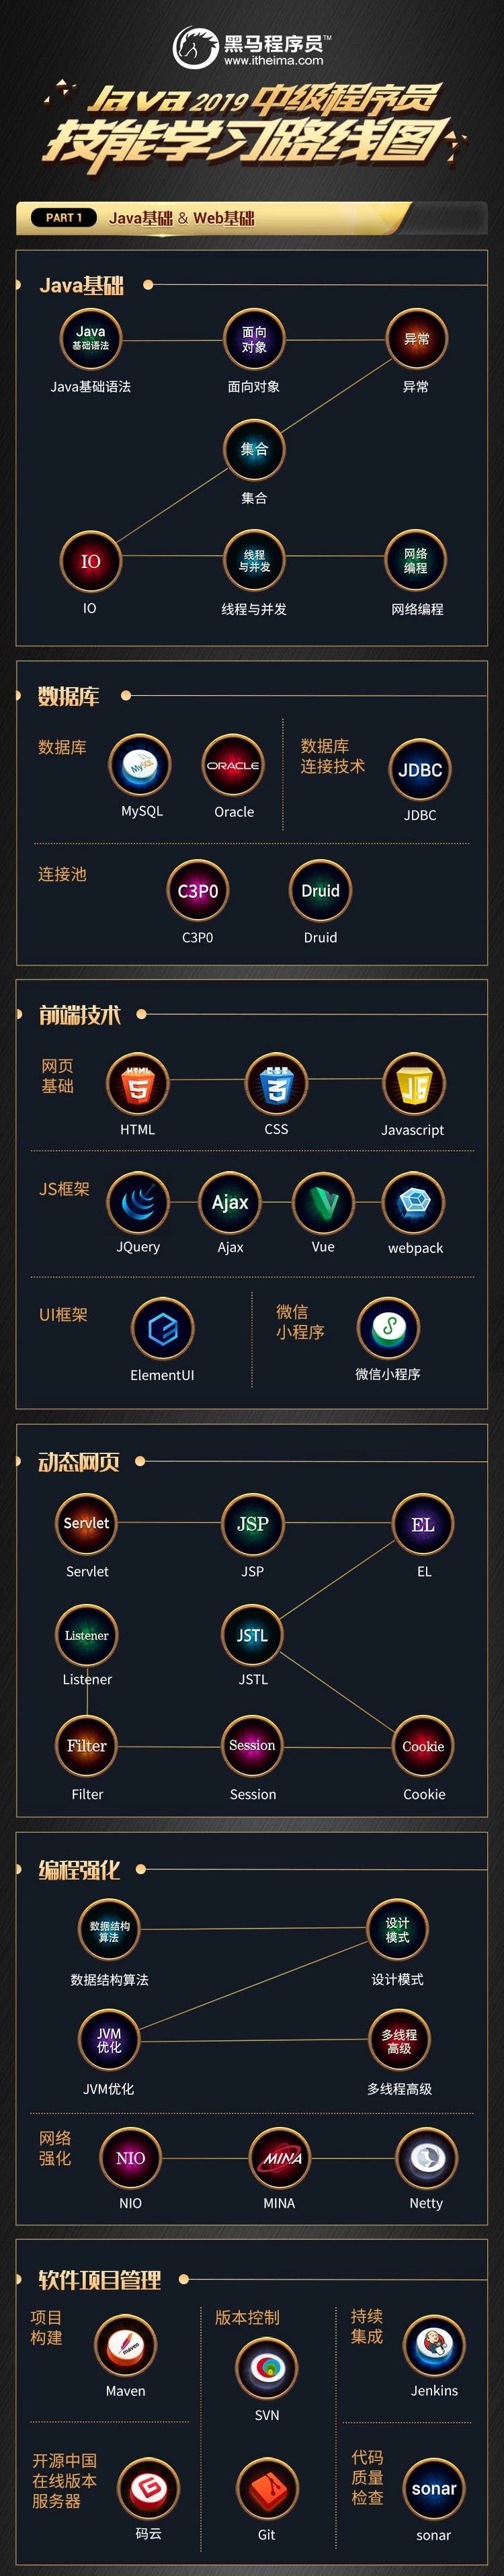 黑马程序员TM
www.itheima.com
Java 2019 中级程序员
技能学习路线图
PART 1 Java基础 & Web基础
Java基础
Java
基础语法
面向
对象
异常
Java基础语法 面向对象 异常
集合
集合
IO
线程
与并发
网络
编程
IO 线程与并发 网络编程
数据库
数据库
MySQL
ORACLE
MySQL Oracle
数据库
连接技术
JDBC
JDBC
连接池
C3P0 Druid
C3P0 Druid
前端技术
网页
基础
HTML
5
CSS
3
JS
HTML CSS Javascript
JS框架
Ajax
JQuery Ajax Vue webpack
UI框架
ElementUI
微信
小程序
微信小程序
动态网页
Servlet JSP EL
Servlet JSP EL
Listener JSTL
Listener JSTL
Filter Session Cookie
Filter Session Cookie
编程强化
数据结构
算法
设计
模式
数据结构算法 设计模式
JVM
优化
多线程
高级
JVM优化 多线程高级
网络
强化
NIO MINA
NIO MINA Netty
软件项目管理
项目
构建
maven
Maven
版本控制
SVN
持续
集成
Jenkins
开源中国
在线版本
服务器
G
码云
Git
代码
质量
检查
sonar
sonar